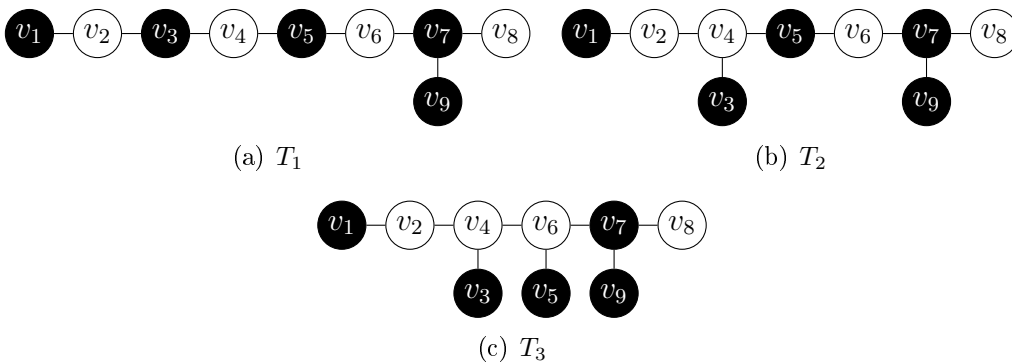 v₁ v₂ v₃ v₄ v₅ v₆ v₇ v₈
v₉
(a) T₁
v₁ v₂ v₄ v₅ v₆ v₇ v₈
v₃ v₉
(b) T₂
v₁ v₂ v₄ v₆ v₇ v₈
v₃ v₅ v₉
(c) T₃